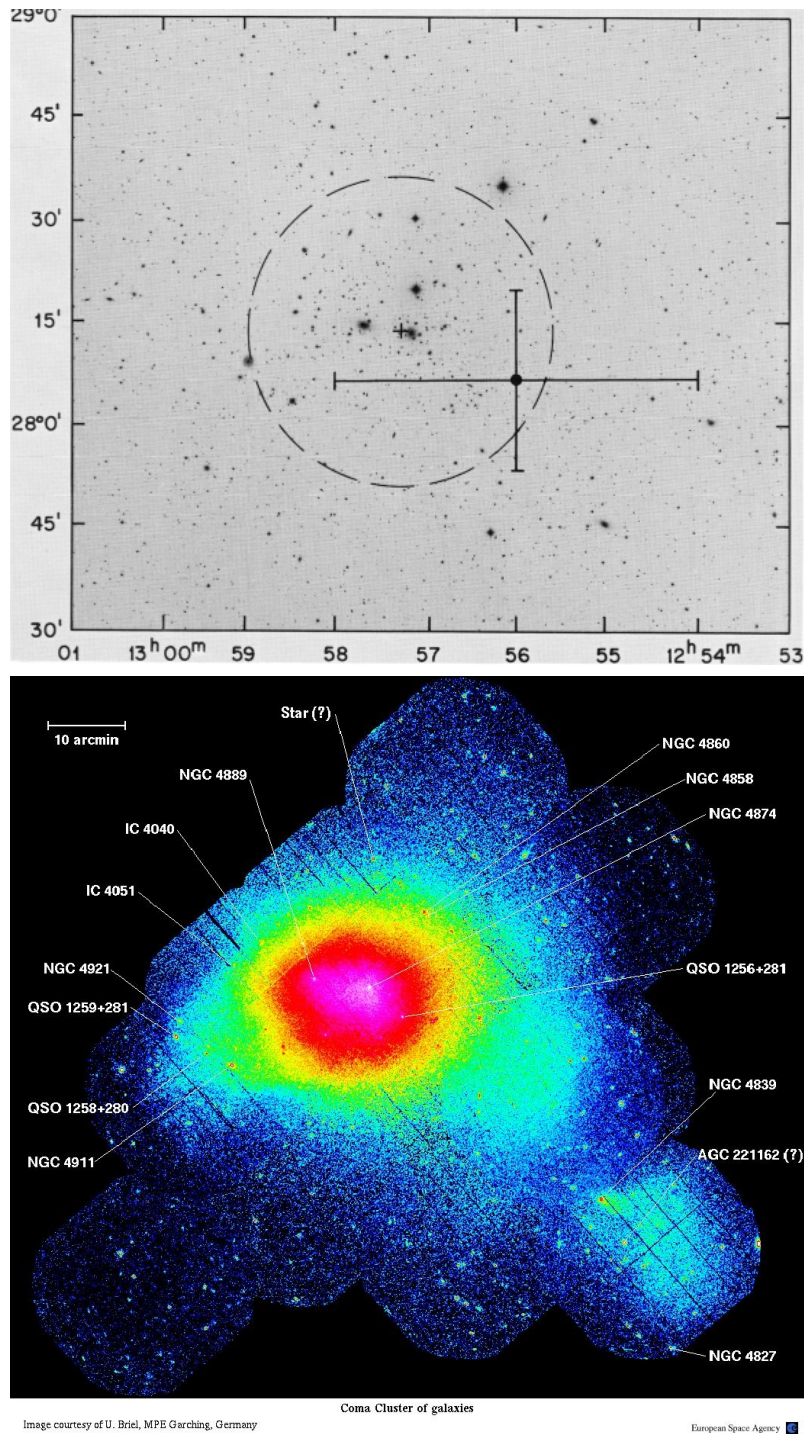 29°0'
45'
30'
15'
28°0'
45'
30'
01 13h00m 59 58 57 56 55 12h54m 53
10 arcmin
Star (?)
NGC 4860
NGC 4889
NGC 4858
NGC 4874
IC 4040
IC 4051
NGC 4921
QSO 1256+281
QSO 1259+281
NGC 4839
QSO 1258+280
AGC 221162 (?)
NGC 4911
NGC 4827
Coma Cluster of galaxies
Image courtesy of U. Briel, MPE Garching, Germany
European Space Agency